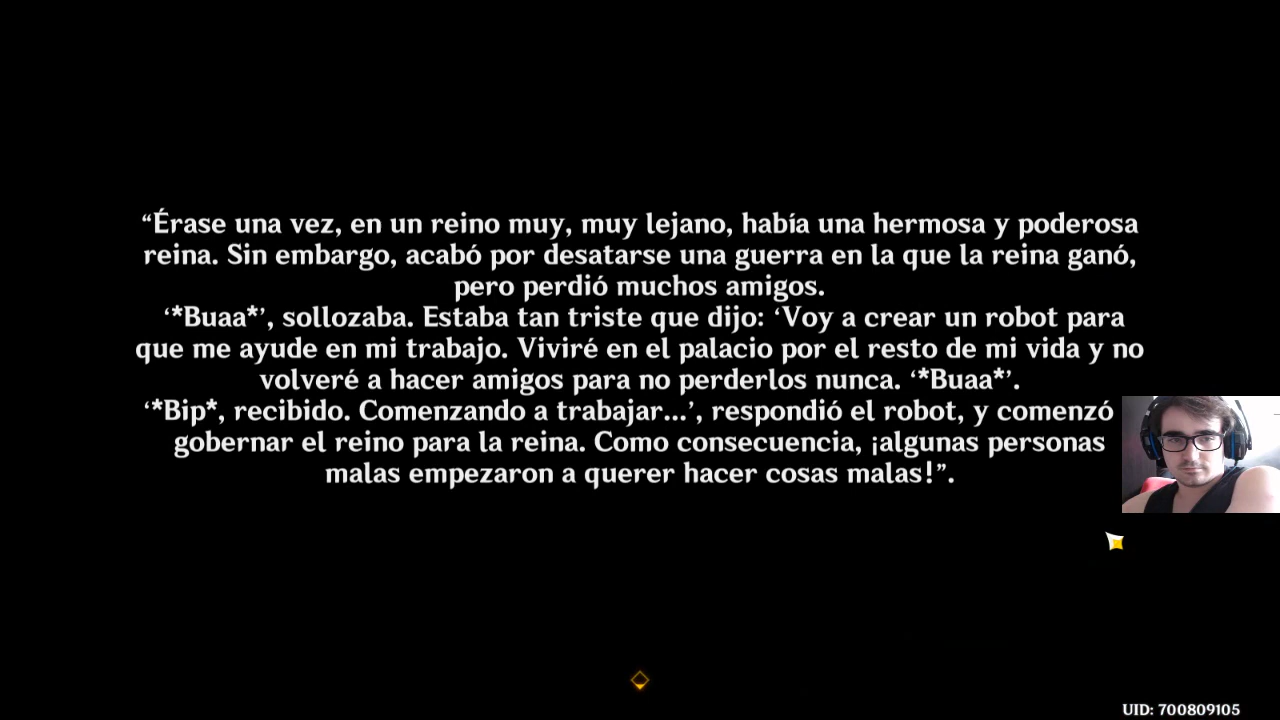 “Érase una vez, en un reino muy, muy lejano, había una hermosa y poderosa
reina. Sin embargo, acabó por desatarse una guerra en la que la reina ganó,
pero perdió muchos amigos.
‘*Buaa*’, sollozaba. Estaba tan triste que dijo: ‘Voy a crear un robot para
que me ayude en mi trabajo. Viviré en el palacio por el resto de mi vida y no
volveré a hacer amigos para no perderlos nunca. ‘*Buaa*’.
‘*Bip*, recibido. Comenzando a trabajar...’, respondió el robot, y comenzó
gobernar el reino para la reina. Como consecuencia, ¡algunas personas
malas empezaron a querer hacer cosas malas!”.
UID: 700809105